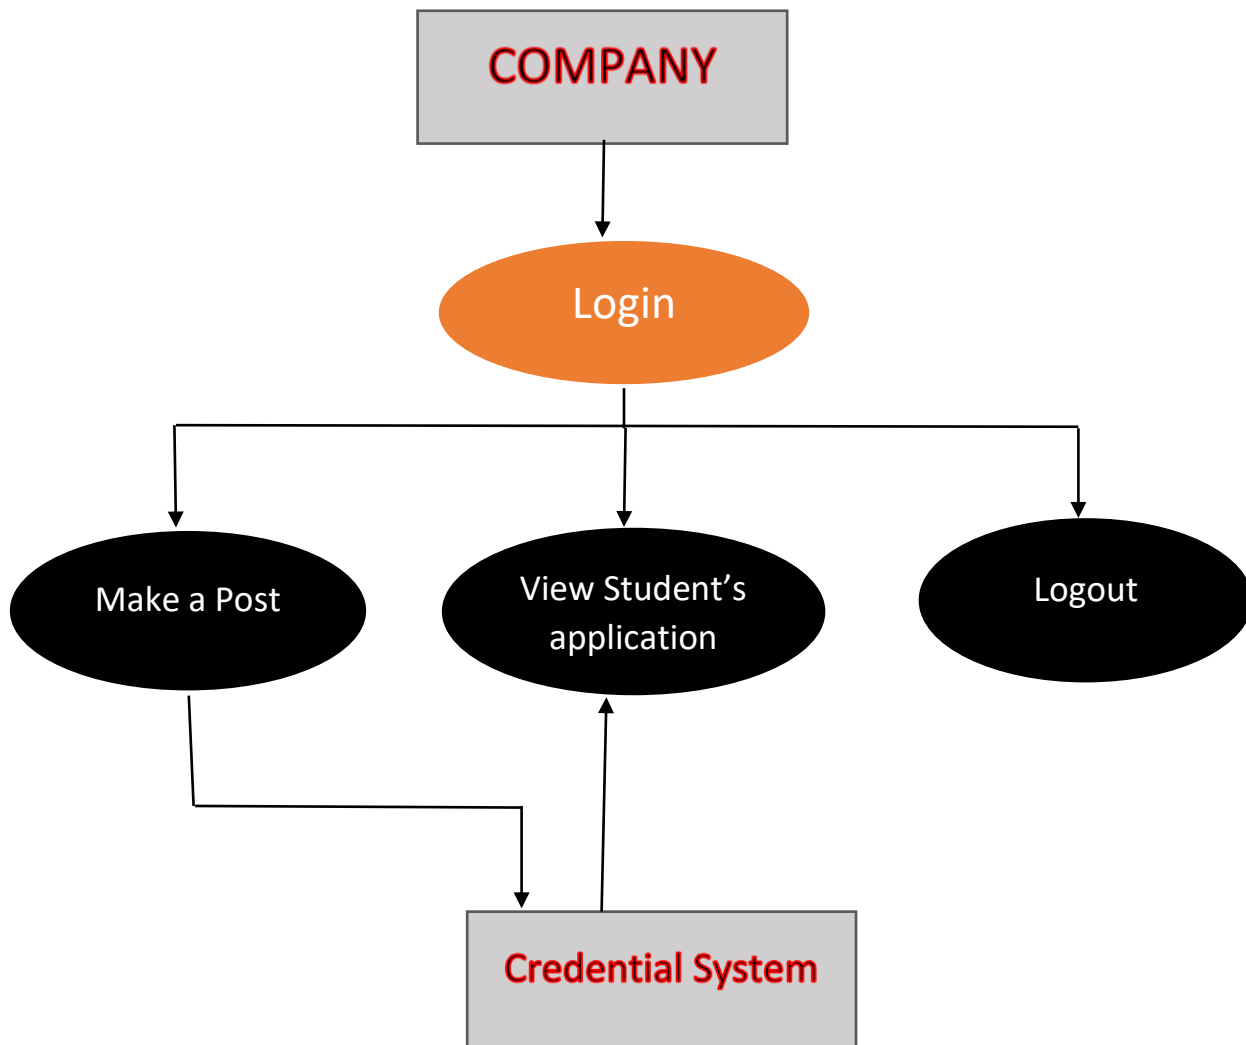 COMPANY
Login
Make a Post
View Student’s
application
Logout
Credential System